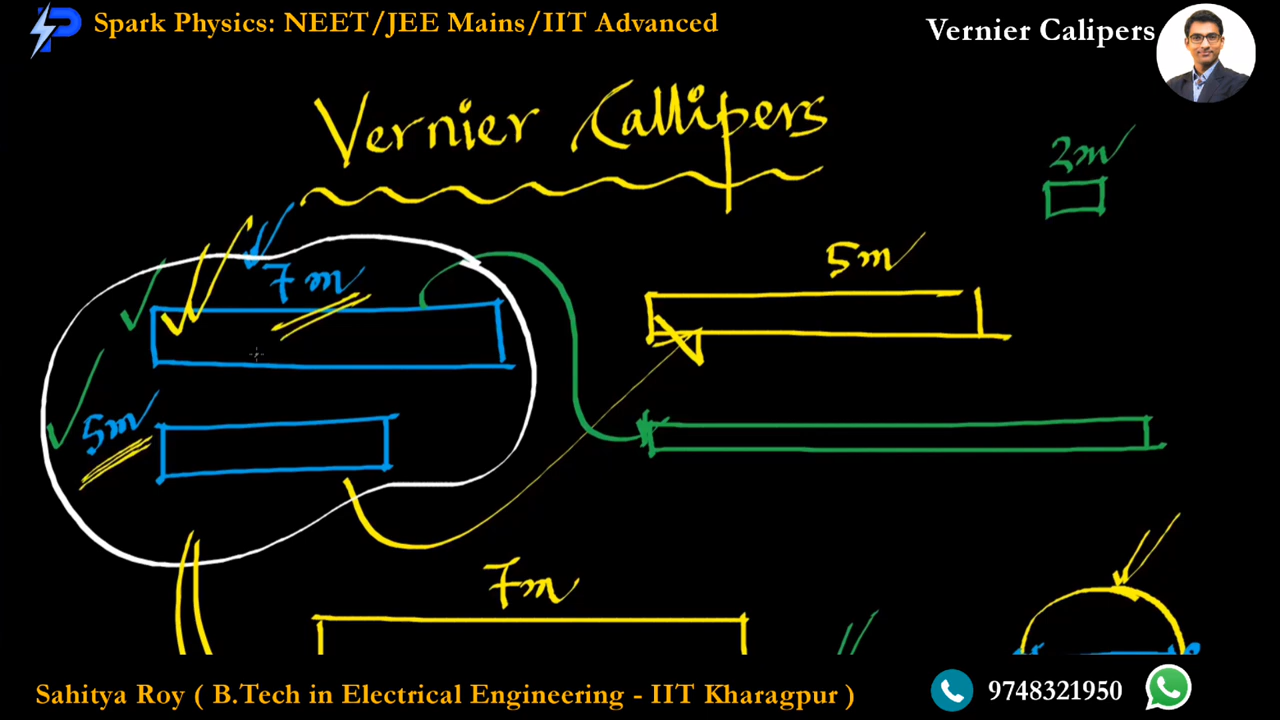 Spark Physics: NEET/JEE Mains/IIT Advanced
Vernier Calipers
Vernier Callipers
2m
7m
5m
5m
7m
Sahitya Roy ( B.Tech in Electrical Engineering - IIT Kharagpur )
9748321950